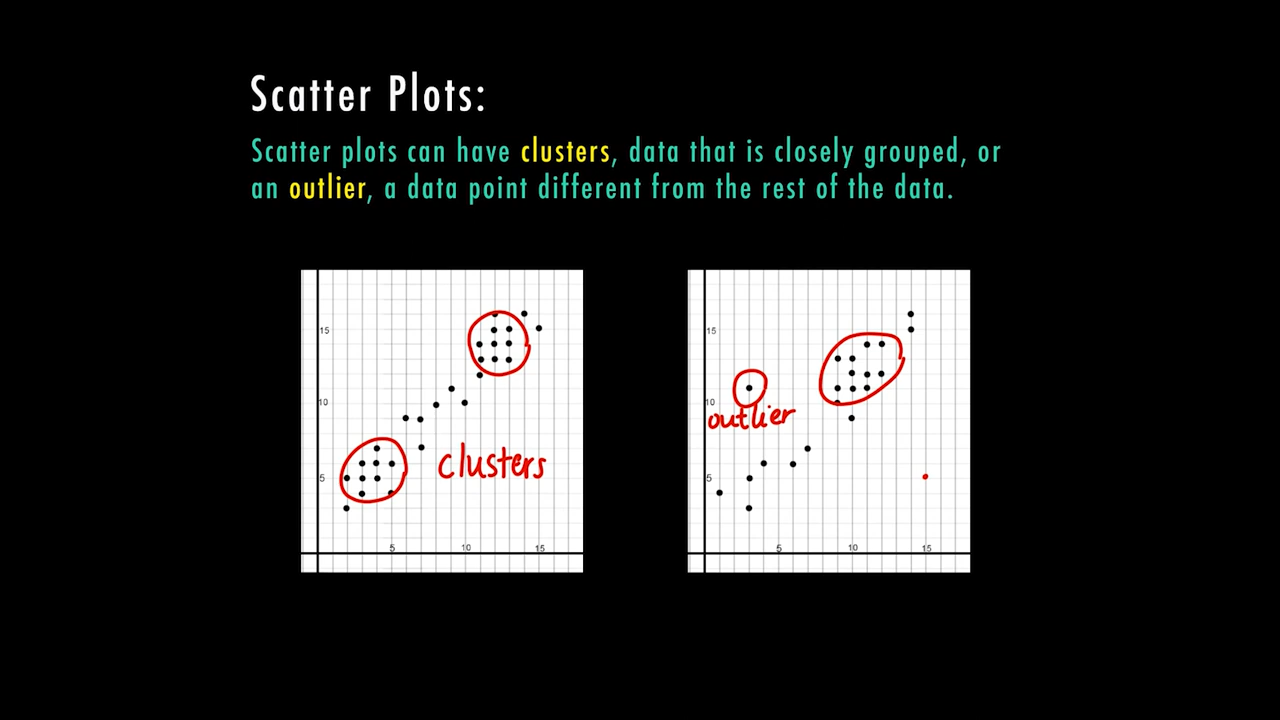 Scatter Plots:
Scatter plots can have clusters, data that is closely grouped, or
an outlier, a data point different from the rest of the data.
15
10
clusters
5
5 10 15
15
10
outlier
5
5 10 15